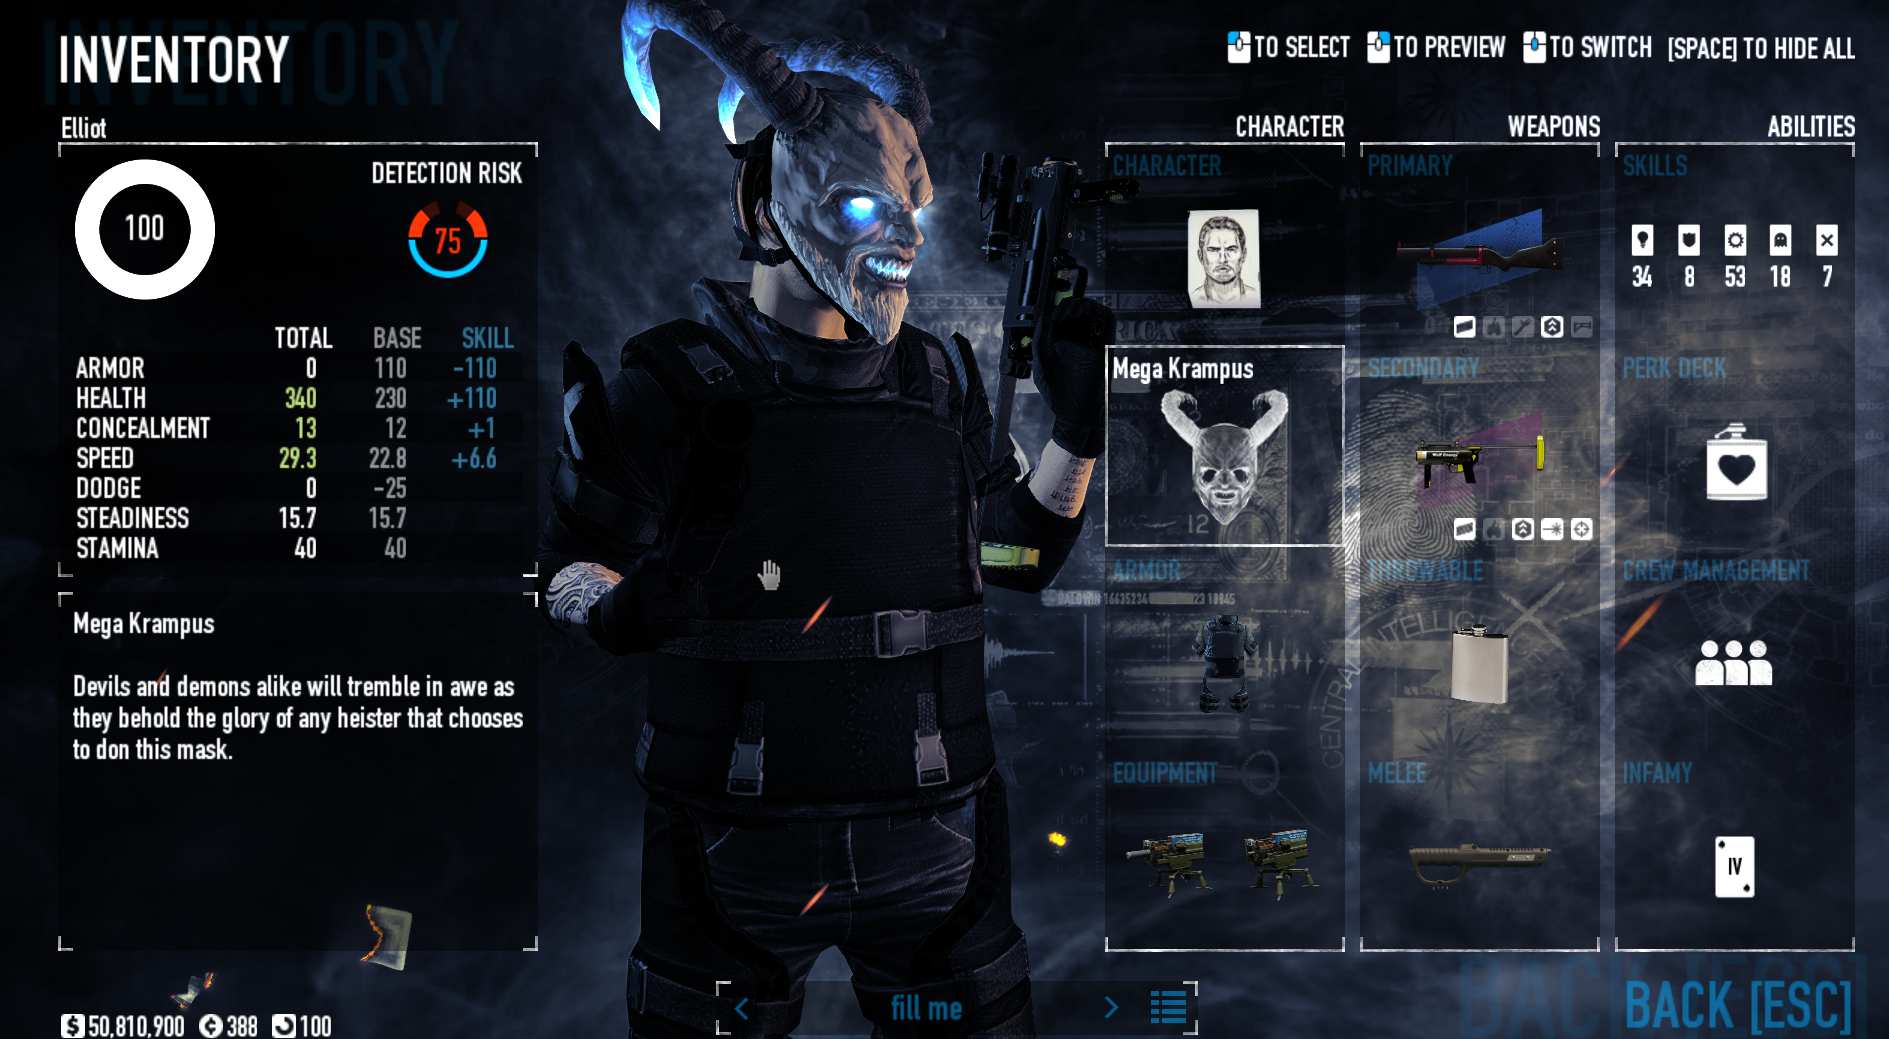 INVENTORY
TO SELECT
TO PREVIEW
TO SWITCH
[SPACE] TO HIDE ALL
Elliot
100
DETECTION RISK
75
TOTAL BASE SKILL
ARMOR 0 110 -110
HEALTH 340 230 +110
CONCEALMENT 13 12 +1
SPEED 29.3 22.8 +6.6
DODGE 0 -25
STEADINESS 15.7 15.7
STAMINA 40 40
Mega Krampus
Devils and demons alike will tremble in awe as
they behold the glory of any heister that chooses
to don this mask.
$ 50,810,900 388 100
CHARACTER
CHARACTER
Mega Krampus
ARMOR
EQUIPMENT
WEAPONS
PRIMARY
SECONDARY
THROWABLE
MELEE
ABILITIES
SKILLS
34 8 53 18 7
PERK DECK
CREW MANAGEMENT
INFAMY
IV
CENTRAL INTELLIG
12
fill me
BACK [ESC]